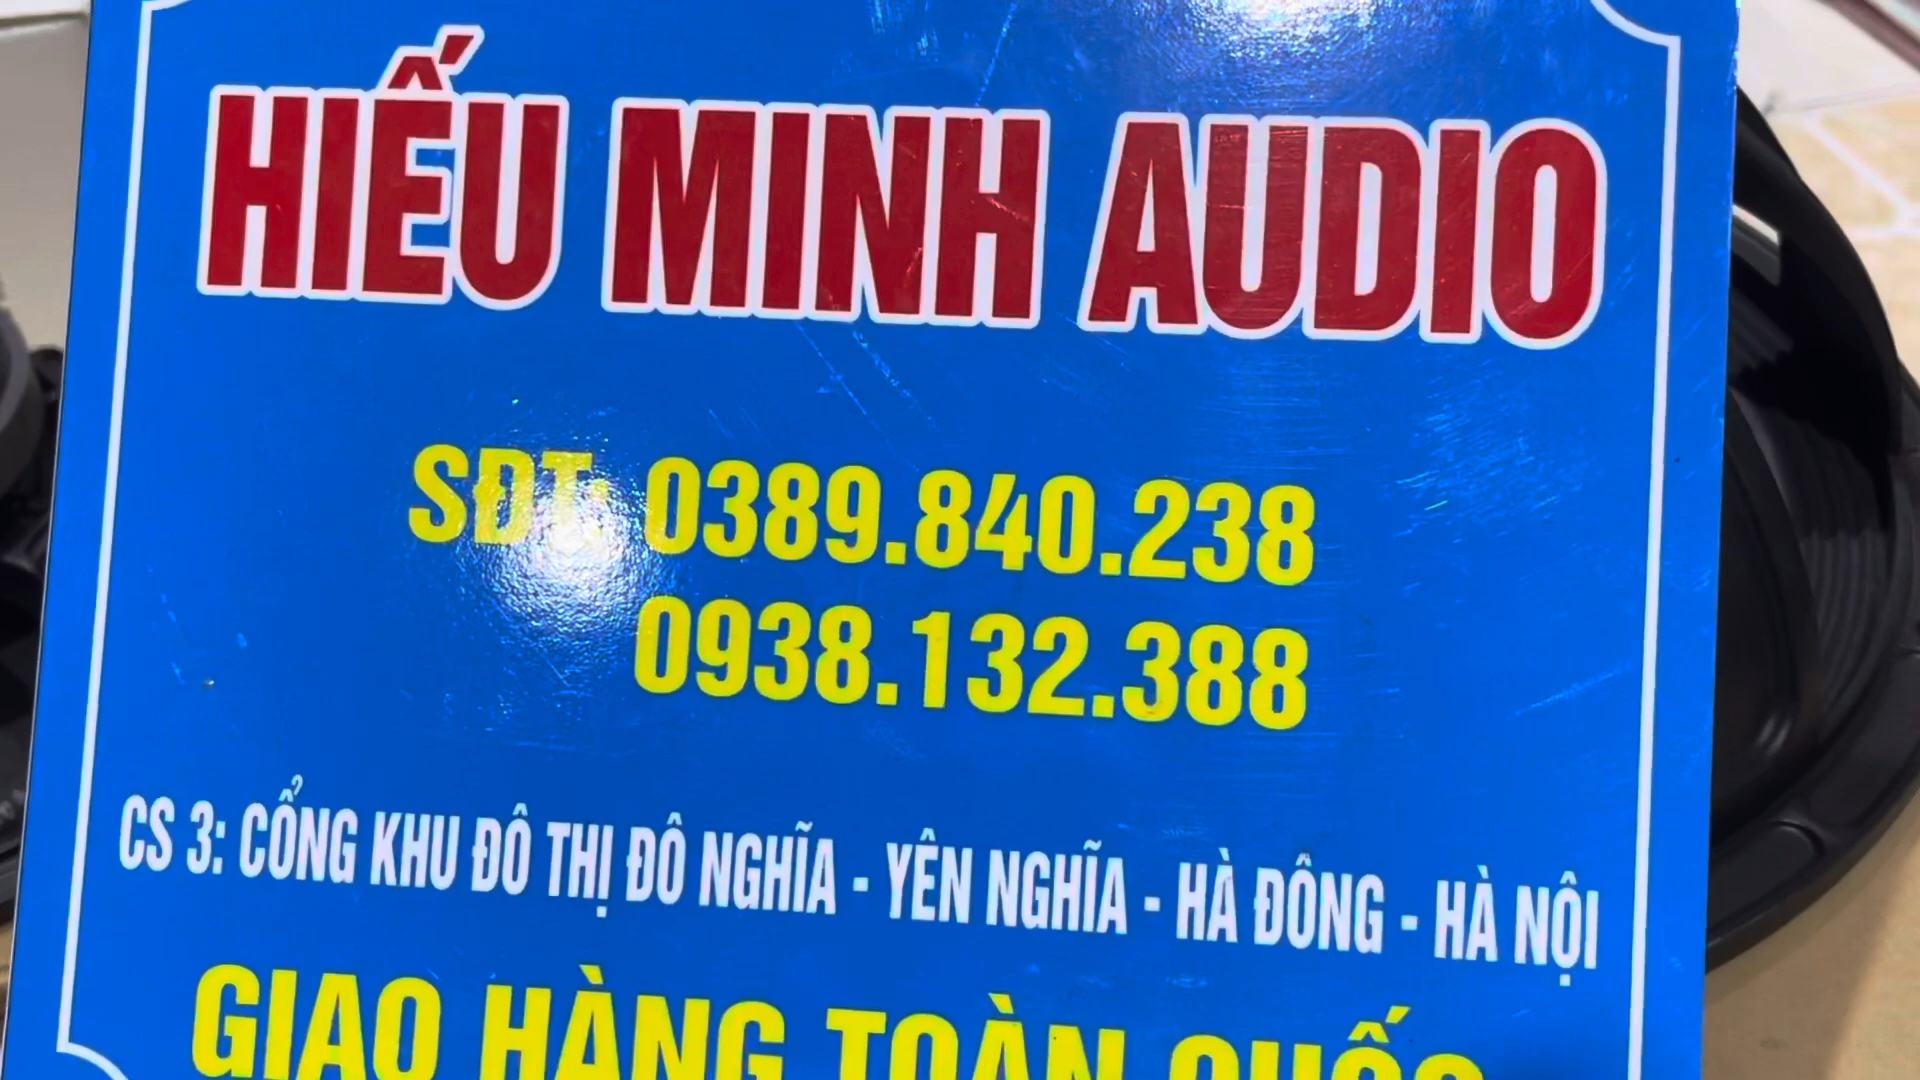 HIẾU MINH AUDIO
SĐT: 0389.840.238
0938.132.388
CS 3: CỔNG KHU ĐÔ THỊ ĐÔ NGHĨA - YÊN NGHĨA - HÀ ĐÔNG - HÀ NỘI
GIAO HÀNG TOÀN QUỐC